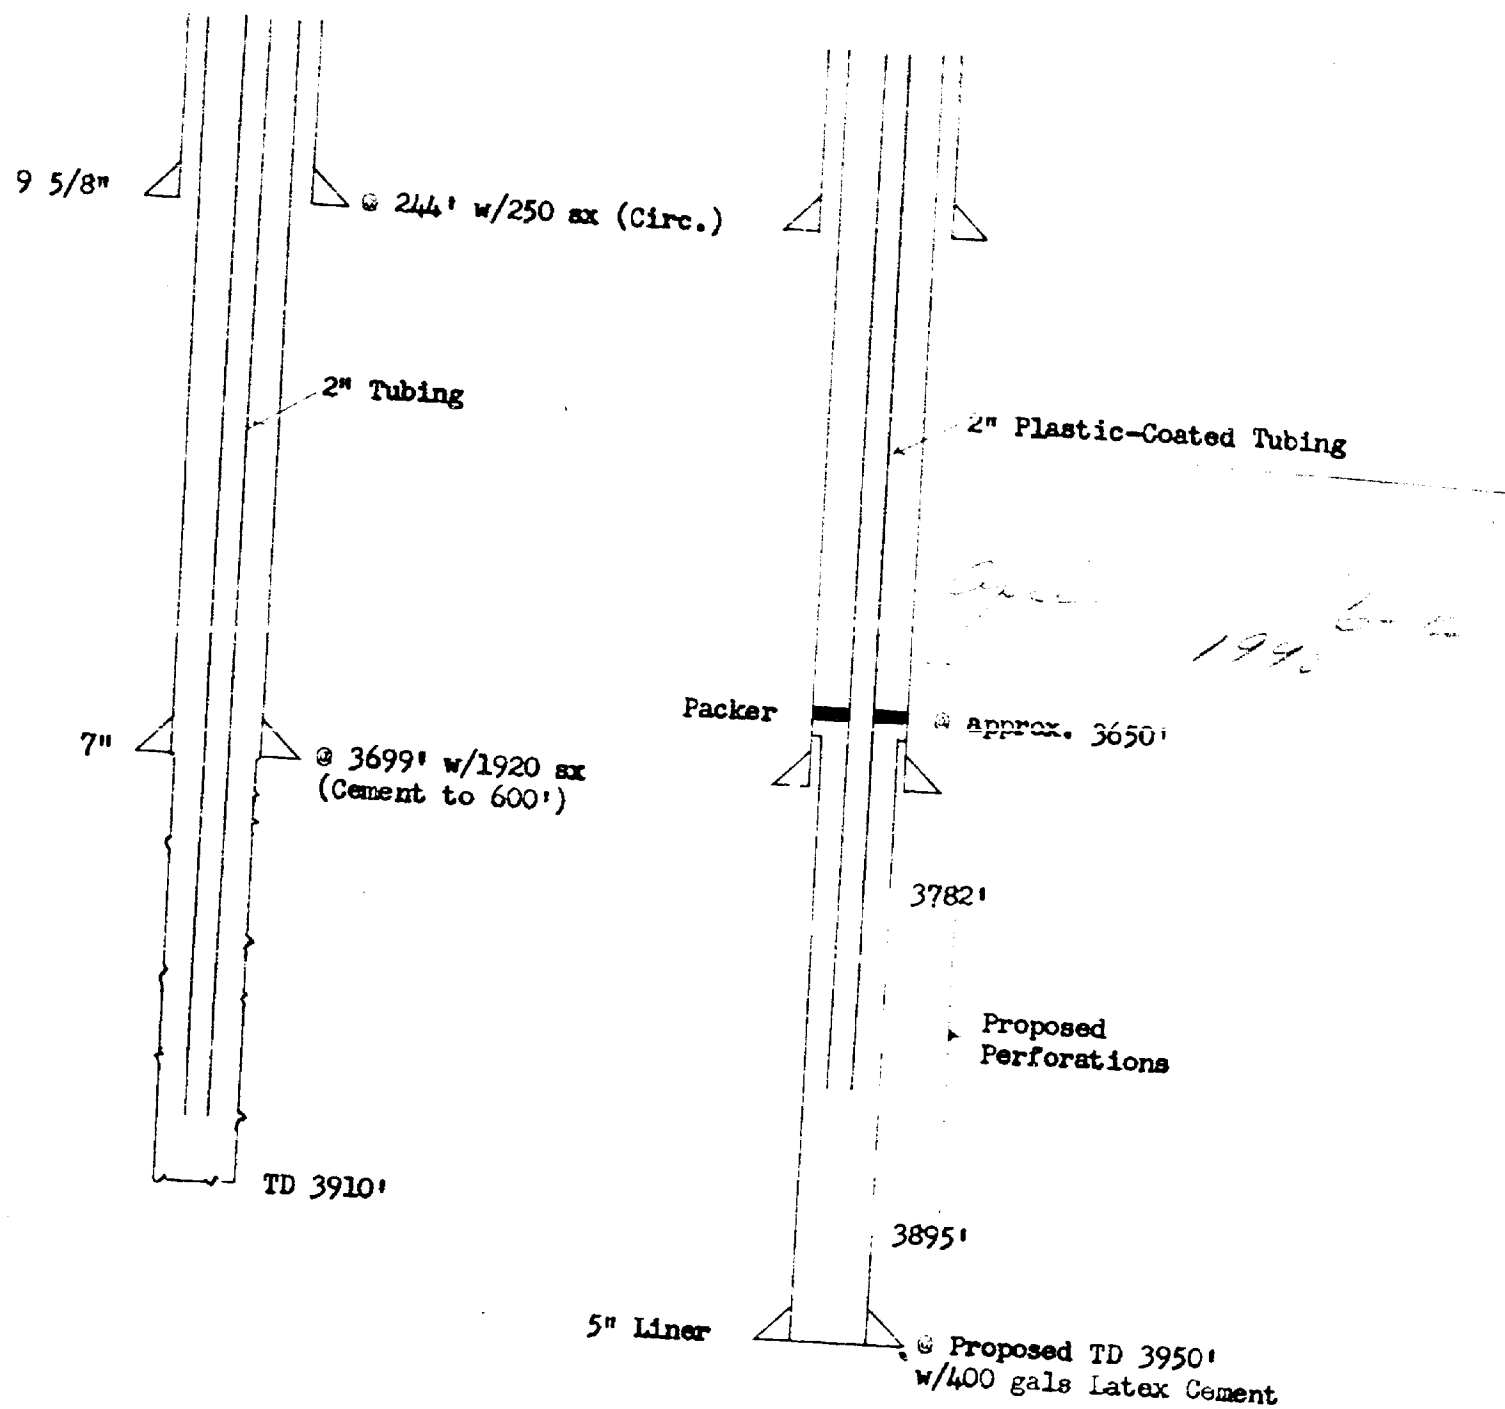 9 5/8"
@ 244' w/250 sx (Circ.)
2" Tubing
7"
@ 3699' w/1920 sx
(Cement to 600')
TD 3910'
2" Plastic-Coated Tubing
Packer
@ approx. 3650'
3782'
Proposed
Perforations
3895'
5" Liner
@ Proposed TD 3950'
w/400 gals Latex Cement